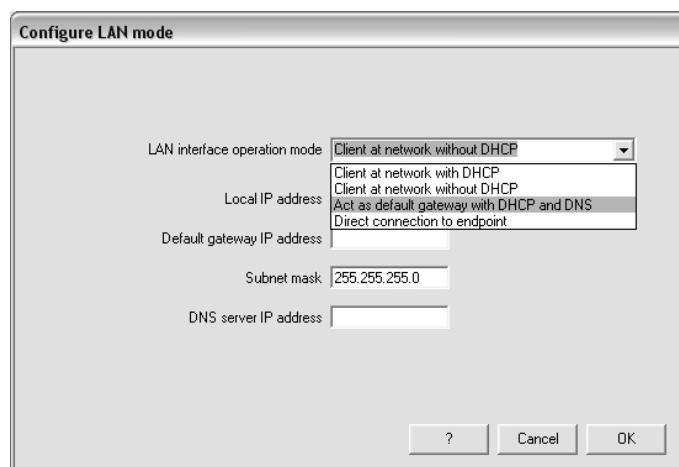 Configure LAN mode
LAN interface operation mode Client at network without DHCP
Client at network with DHCP
Client at network without DHCP
Local IP address
Act as default gateway with DHCP and DNS
Direct connection to endpoint
Default gateway IP address
Subnet mask 255.255.255.0
DNS server IP address
? Cancel OK